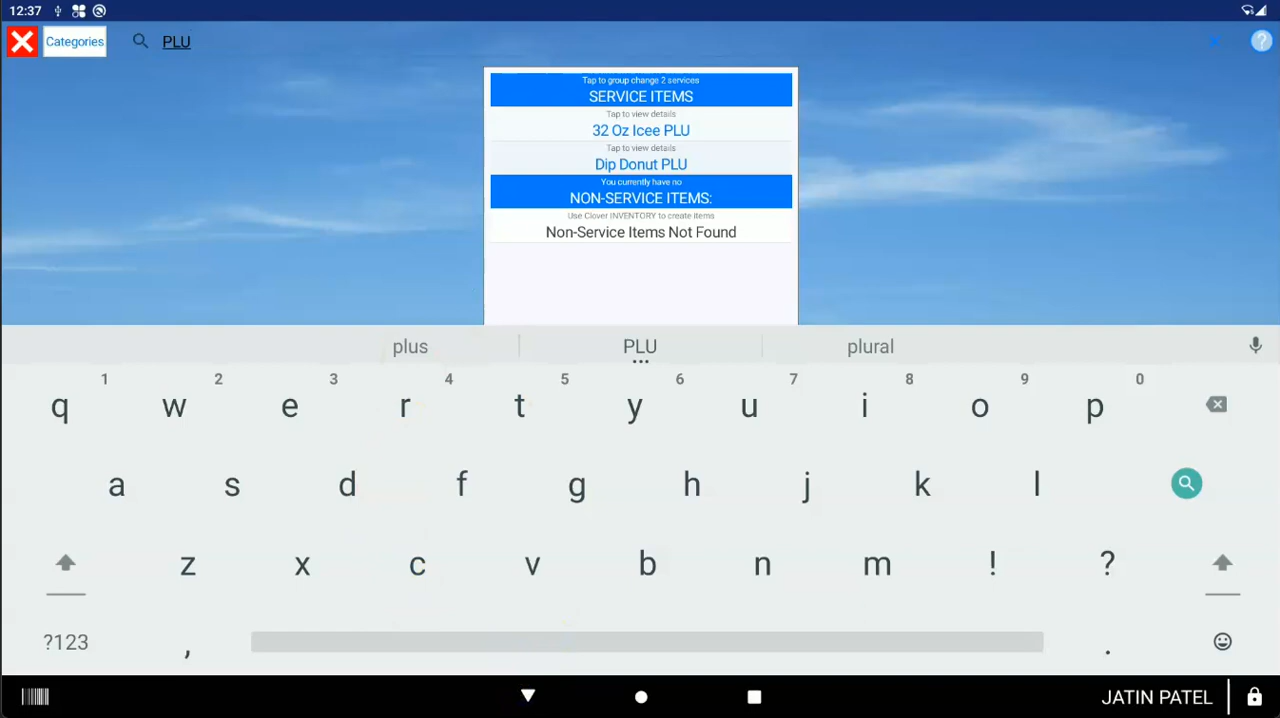 12:37
Categories
PLU
?
Tap to group change 2 services
SERVICE ITEMS
Tap to view details
32 Oz Icee PLU
Tap to view details
Dip Donut PLU
You currently have no
NON-SERVICE ITEMS:
Use Clover INVENTORY to create items
Non-Service Items Not Found
plus PLU plural
1 2 3 4 5 6 7 8 9 0
q w e r t y u i o p
a s d f g h j k l
z x c v b n m ! ?
?123 , .
JATIN PATEL